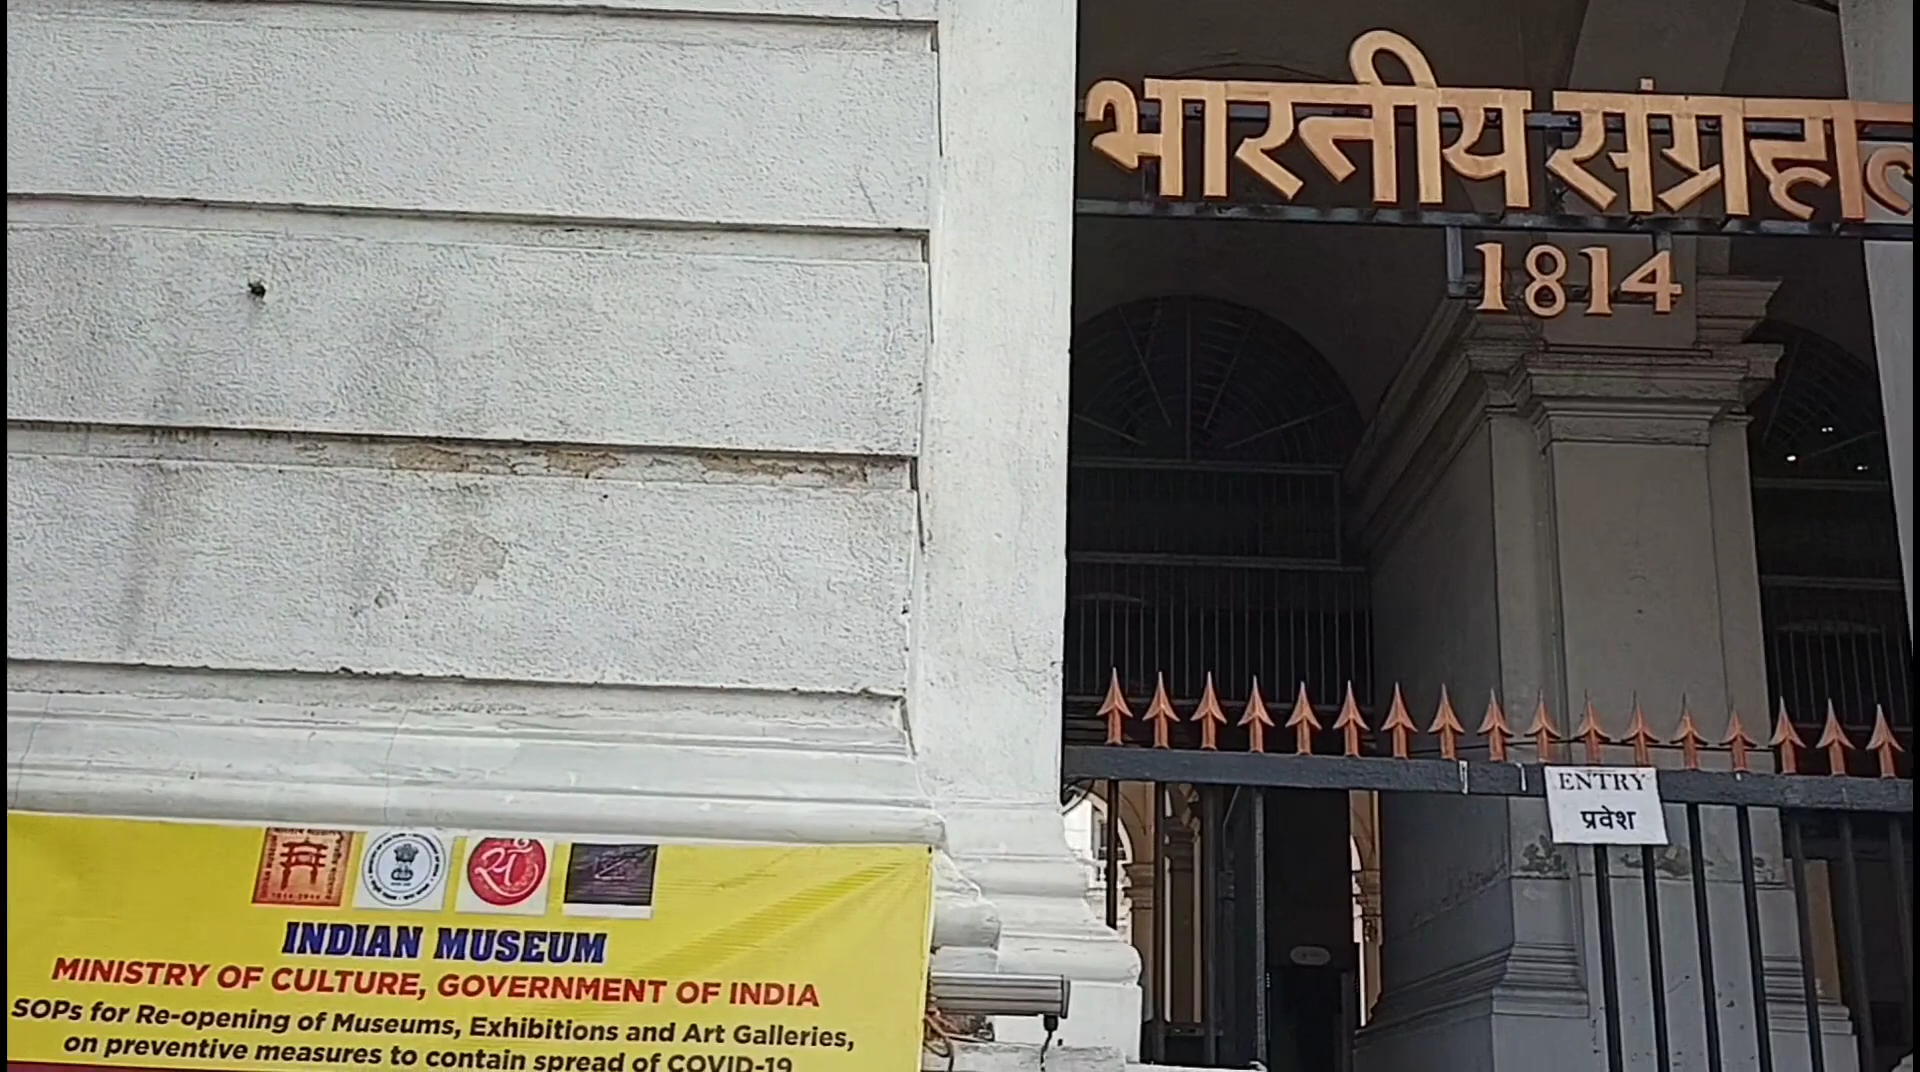 भारतीय संग्रहाल
1814
ENTRY
प्रवेश
INDIAN MUSEUM
MINISTRY OF CULTURE, GOVERNMENT OF INDIA
SOPs for Re-opening of Museums, Exhibitions and Art Galleries,
on preventive measures to contain spread of COVID-19